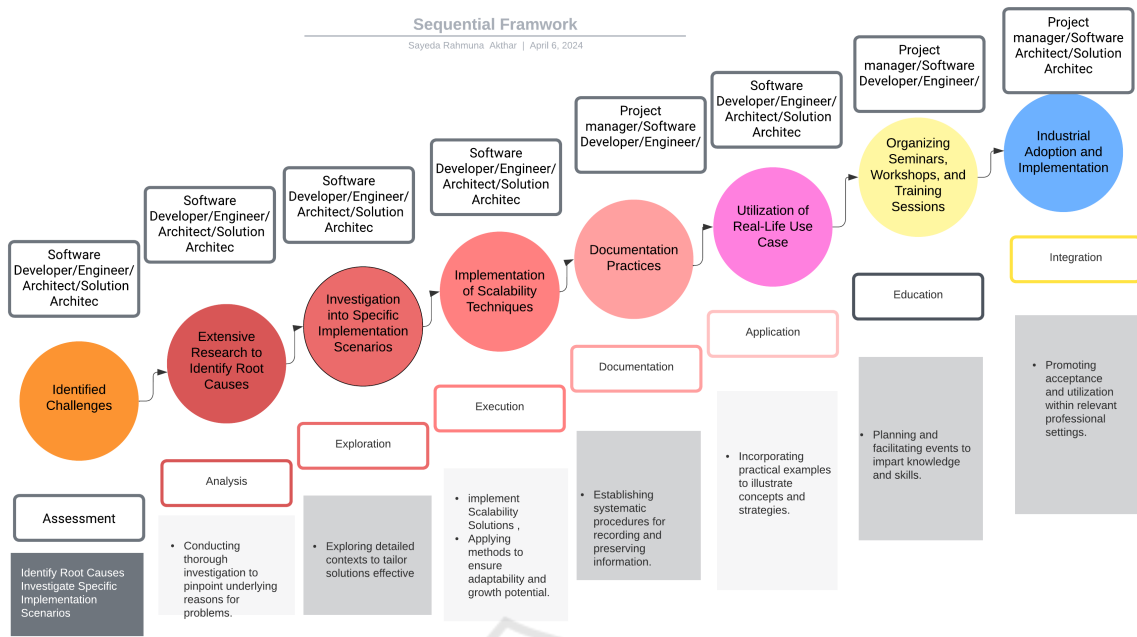 Sequential Framwork
Sayeda Rahmuna Akthar | April 6, 2024
Software
Developer/Engineer/
Architect/Solution
Architec
Identified
Challenges
Assessment
Identify Root Causes
Investigate Specific
Implementation
Scenarios
Software
Developer/Engineer/
Architect/Solution
Architec
Extensive
Research to
Identify Root
Causes
Analysis
• Conducting
thorough
investigation to
pinpoint underlying
reasons for
problems.
Software
Developer/Engineer/
Architect/Solution
Architec
Investigation
into Specific
Implementation
Scenarios
Exploration
• Exploring detailed
contexts to tailor
solutions effective
Software
Developer/Engineer/
Architect/Solution
Architec
Implementation
of Scalability
Techniques
Execution
• implement
Scalability
Solutions ,
• Applying
methods to
ensure
adaptability and
growth potential.
Project
manager/Software
Developer/Engineer/
Documentation
Practices
Documentation
• Establishing
systematic
procedures for
recording and
preserving
information.
Software
Developer/Engineer/
Architect/Solution
Architec
Utilization of
Real-Life Use
Case
Application
• Incorporating
practical examples
to illustrate
concepts and
strategies.
Project
manager/Software
Developer/Engineer/
Organizing
Seminars,
Workshops, and
Training
Sessions
Education
• Planning and
facilitating events to
impart knowledge
and skills.
Project
manager/Software
Architect/Solution
Architec
Industrial
Adoption and
Implementation
Integration
• Promoting
acceptance
and utilization
within relevant
professional
settings.